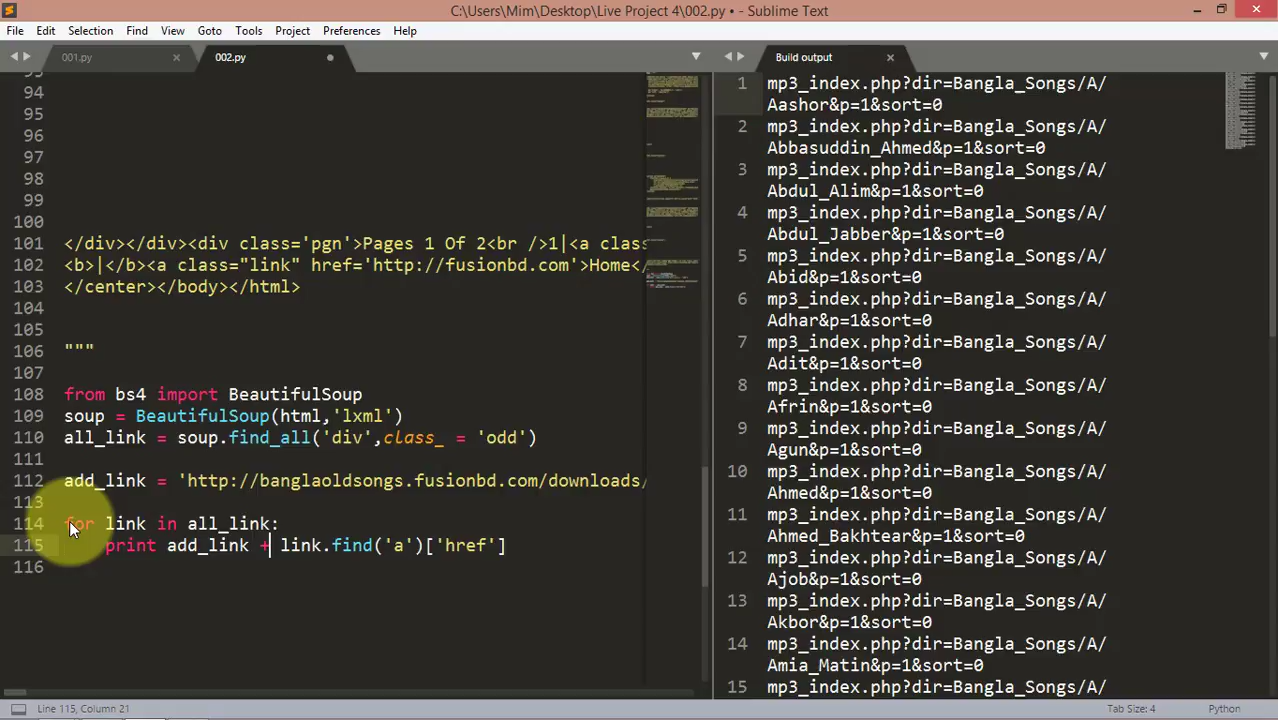 C:\Users\Mim\Desktop\Live Project 4\002.py • - Sublime Text
File Edit Selection Find View Goto Tools Project Preferences Help
001.py 002.py Build output
94
95
96
97
98
99
100
101 </div></div><div class='pgn'>Pages 1 Of 2<br />1|<a clas
102 <b>|</b><a class="link" href='http://fusionbd.com'>Home</
103 </center></body></html>
104
105
106 """
107
108 from bs4 import BeautifulSoup
109 soup = BeautifulSoup(html,'lxml')
110 all_link = soup.find_all('div',class_ = 'odd')
111
112 add_link = 'http://banglaoldsongs.fusionbd.com/downloads/
113
114 for link in all_link:
115 print add_link + link.find('a')['href']
116
1 mp3_index.php?dir=Bangla_Songs/A/
Aashor&p=1&sort=0
2 mp3_index.php?dir=Bangla_Songs/A/
Abbasuddin_Ahmed&p=1&sort=0
3 mp3_index.php?dir=Bangla_Songs/A/
Abdul_Alim&p=1&sort=0
4 mp3_index.php?dir=Bangla_Songs/A/
Abdul_Jabber&p=1&sort=0
5 mp3_index.php?dir=Bangla_Songs/A/
Abid&p=1&sort=0
6 mp3_index.php?dir=Bangla_Songs/A/
Adhar&p=1&sort=0
7 mp3_index.php?dir=Bangla_Songs/A/
Adit&p=1&sort=0
8 mp3_index.php?dir=Bangla_Songs/A/
Afrin&p=1&sort=0
9 mp3_index.php?dir=Bangla_Songs/A/
Agun&p=1&sort=0
10 mp3_index.php?dir=Bangla_Songs/A/
Ahmed&p=1&sort=0
11 mp3_index.php?dir=Bangla_Songs/A/
Ahmed_Bakhtear&p=1&sort=0
12 mp3_index.php?dir=Bangla_Songs/A/
Ajob&p=1&sort=0
13 mp3_index.php?dir=Bangla_Songs/A/
Akbor&p=1&sort=0
14 mp3_index.php?dir=Bangla_Songs/A/
Amia_Matin&p=1&sort=0
15 mp3_index.php?dir=Bangla_Songs/A/
Line 115, Column 21 Tab Size: 4 Python